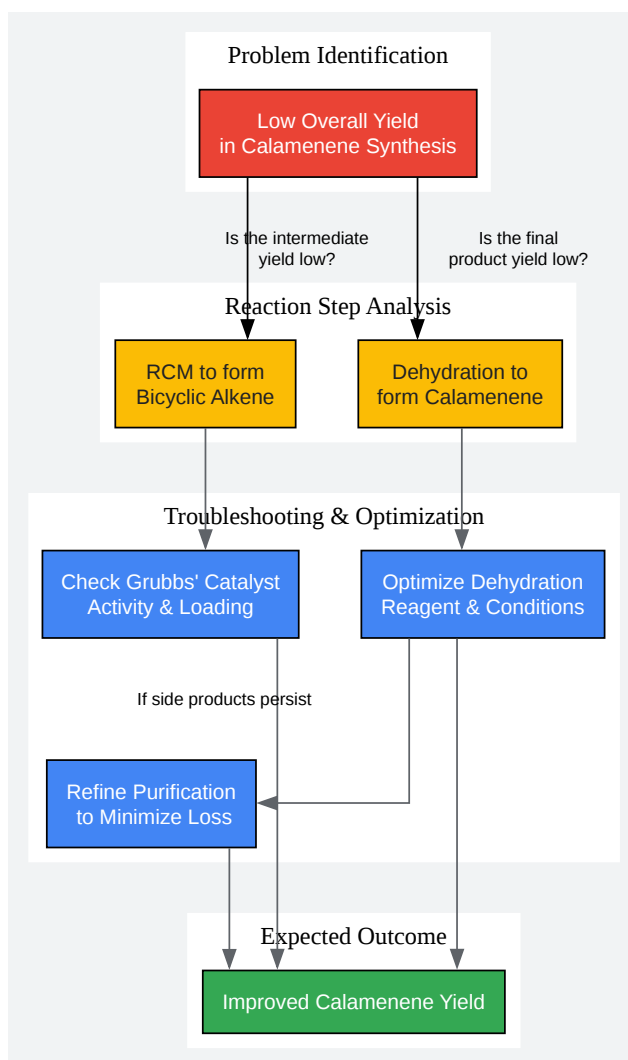 Problem Identification
Low Overall Yield
in Calamenene Synthesis
Is the intermediate
yield low?
Is the final
product yield low?
Reaction Step Analysis
RCM to form
Bicyclic Alkene
Dehydration to
form Calamenene
Troubleshooting & Optimization
Check Grubbs' Catalyst
Activity & Loading
Optimize Dehydration
Reagent & Conditions
If side products persist
Refine Purification
to Minimize Loss
Expected Outcome
Improved Calamenene Yield